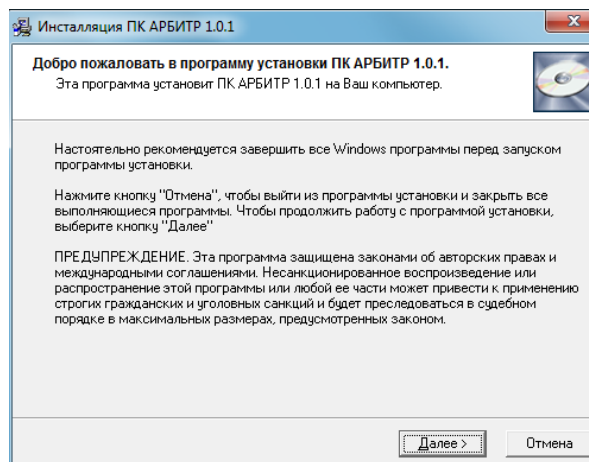 Инсталляция ПК АРБИТР 1.0.1
Добро пожаловать в программу установки ПК АРБИТР 1.0.1.
Эта программа установит ПК АРБИТР 1.0.1 на Ваш компьютер.
Настоятельно рекомендуется завершить все Windows программы перед запуском
программы установки.
Нажмите кнопку "Отмена", чтобы выйти из программы установки и закрыть все
выполняющиеся программы. Чтобы продолжить работу с программой установки,
выберите кнопку "Далее"
ПРЕДУПРЕЖДЕНИЕ. Эта программа защищена законами об авторских правах и
международными соглашениями. Несанкционированное воспроизведение или
распространение этой программы или любой ее части может привести к применению
строгих гражданских и уголовных санкций и будет преследоваться в судебном
порядке в максимальных размерах, предусмотренных законом.
Далее >
Отмена